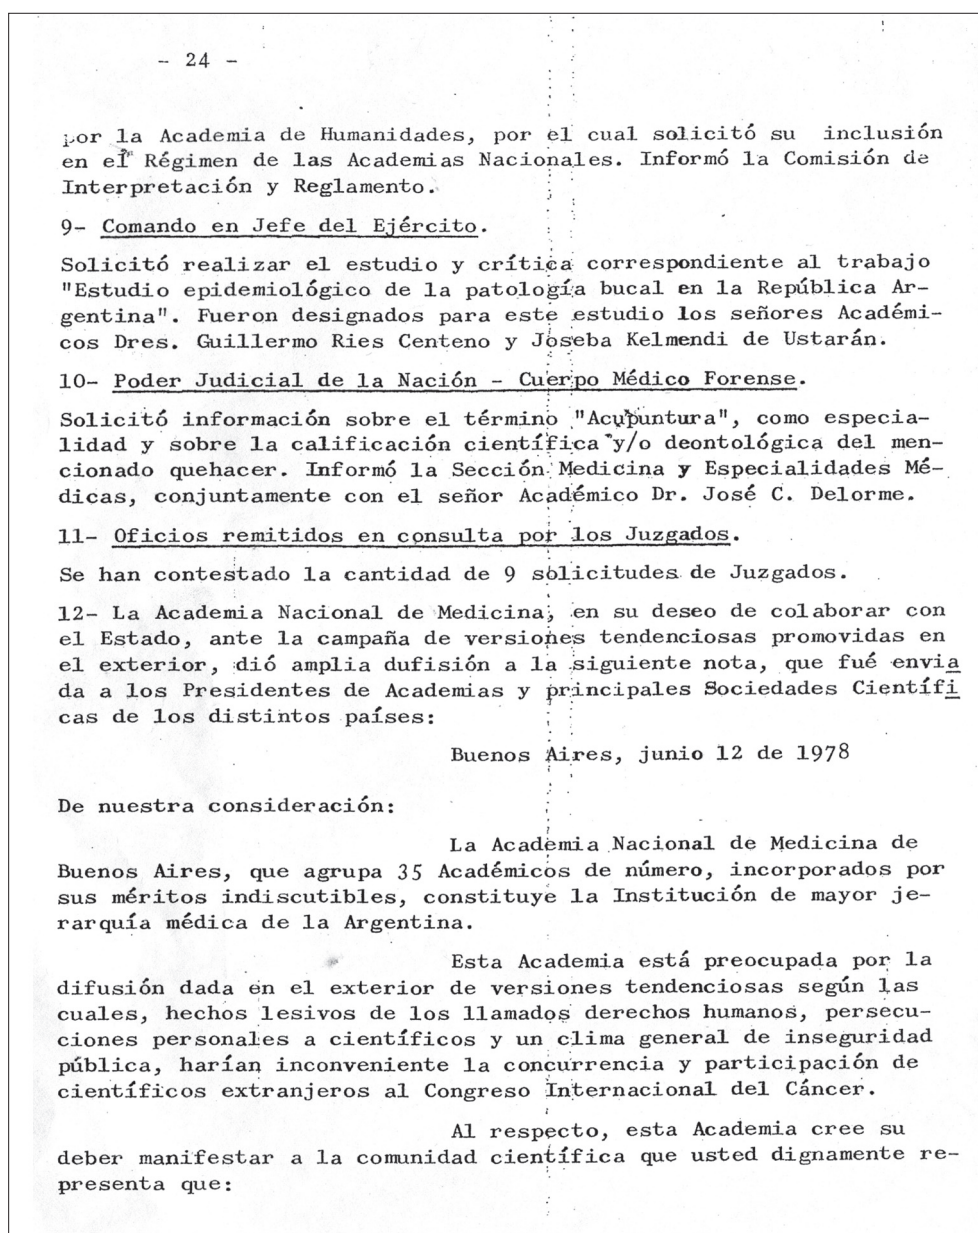 - 24 -
por la Academia de Humanidades, por el cual solicitó su inclusión
en el Régimen de las Academias Nacionales. Informó la Comisión de
Interpretación y Reglamento.
9- Comando en Jefe del Ejército.
Solicitó realizar el estudio y crítica correspondiente al trabajo
"Estudio epidemiológico de la patología bucal en la República Ar-
gentina". Fueron designados para este estudio los señores Académi-
cos Dres. Guillermo Ries Centeno y Joseba Kelmendi de Ustarán.
10- Poder Judicial de la Nación - Cuerpo Médico Forense.
Solicitó información sobre el término "Acupuntura", como especia-
lidad y sobre la calificación científica y/o deontológica del men-
cionado quehacer. Informó la Sección Medicina y Especialidades Mé-
dicas, conjuntamente con el señor Académico Dr. José C. Delorme.
11- Oficios remitidos en consulta por los Juzgados.
Se han contestado la cantidad de 9 solicitudes de Juzgados.
12- La Academia Nacional de Medicina, en su deseo de colaborar con
el Estado, ante la campaña de versiones tendenciosas promovidas en
el exterior, dió amplia dufisión a la siguiente nota, que fué envia
da a los Presidentes de Academias y principales Sociedades Científi
cas de los distintos países:
Buenos Aires, junio 12 de 1978
De nuestra consideración:
La Academia Nacional de Medicina de
Buenos Aires, que agrupa 35 Académicos de número, incorporados por
sus méritos indiscutibles, constituye la Institución de mayor je-
rarquía médica de la Argentina.
Esta Academia está preocupada por la
difusión dada en el exterior de versiones tendenciosas según las
cuales, hechos lesivos de los llamados derechos humanos, persecu-
ciones personales a científicos y un clima general de inseguridad
pública, harían inconveniente la concurrencia y participación de
científicos extranjeros al Congreso Internacional del Cáncer.
Al respecto, esta Academia cree su
deber manifestar a la comunidad científica que usted dignamente re-
presenta que: